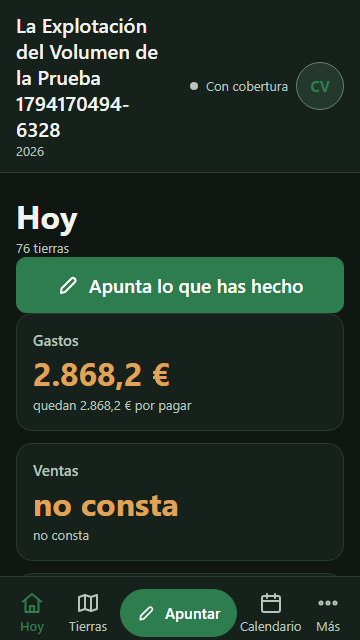 La Explotación
del Volumen de
la Prueba
1794170494-
6328
2026
Con cobertura
CV
Hoy
76 tierras
Apunta lo que has hecho
Gastos
2.868,2 €
quedan 2.868,2 € por pagar
Ventas
no consta
no consta
Hoy
Tierras
Apuntar
Calendario
Más